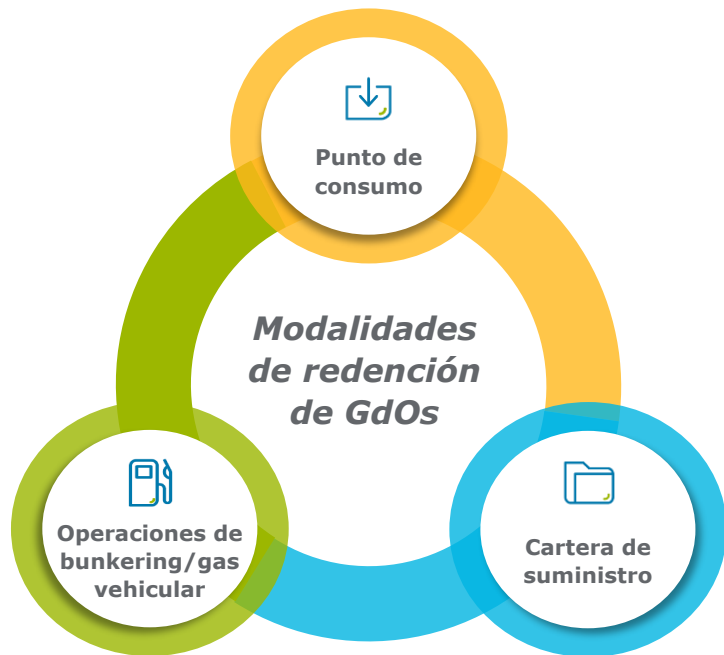 Punto de
consumo
Modalidades
de redención
de GdOs
Operaciones de
bunkering/gas
vehicular
Cartera de
suministro